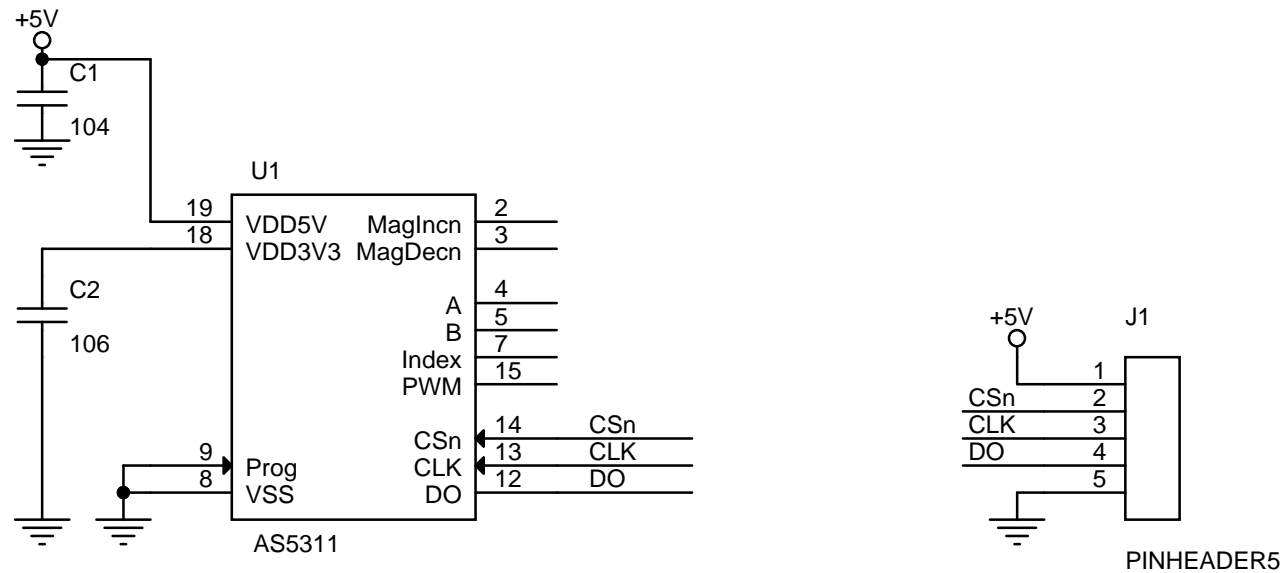 +5V
C1
104
U1
19
VDD5V
MagIncn
2
18
VDD3V3
MagDecn
3
C2
106
A
4
B
5
Index
7
PWM
15
CSn
14
CSn
9
Prog
CLK
13
CLK
8
VSS
DO
12
DO
AS5311
+5V
J1
1
CSn
2
CLK
3
DO
4
5
PINHEADER5